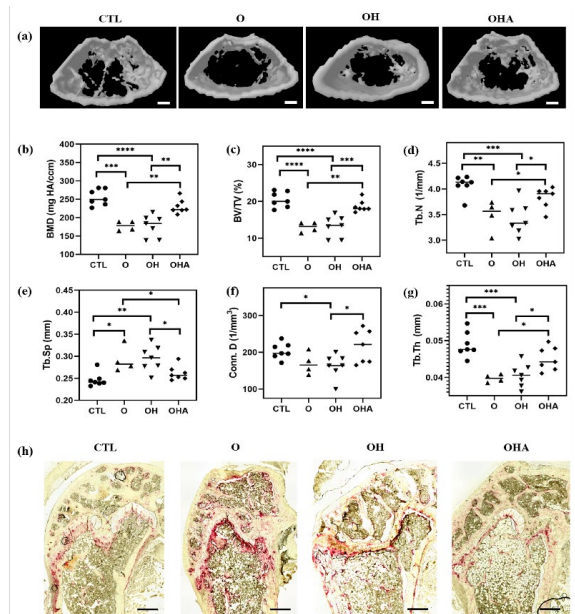 CTL O OH OHA
(a)
(b) (c) (d)
BMD (mg HA/ccm)
400
350
300
250
200
150
100
**** **
*** **
CTL O OH OHA
BV/TV (%)
30
20
10
**** ***
**** **
CTL O OH OHA
Tb.N (1/mm)
4.5
4.0
3.5
3.0
***
** *
*
CTL O OH OHA
(e) (f) (g)
Tb.Sp (mm)
0.45
0.40
0.35
0.30
0.25
0.20
*
**
* *
CTL O OH OHA
Conn. D (1/mm³)
300
200
100
* *
CTL O OH OHA
Tb.Th (mm)
0.06
0.05
0.04
***
*** *
*
CTL O OH OHA
(h)
CTL O OH OHA